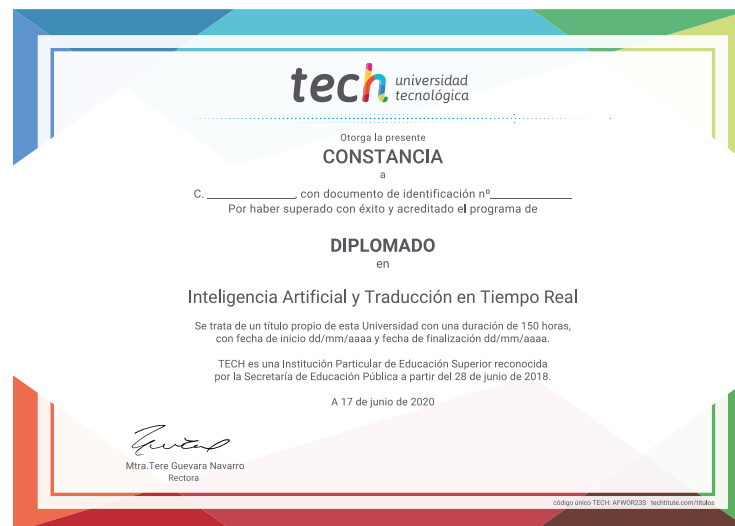 tech universidad
tecnológica
Otorga la presente
CONSTANCIA
a
C. ________________, con documento de identificación nº______________
Por haber superado con éxito y acreditado el programa de
DIPLOMADO
en
Inteligencia Artificial y Traducción en Tiempo Real
Se trata de un título propio de esta Universidad con una duración de 150 horas,
con fecha de inicio dd/mm/aaaa y fecha de finalización dd/mm/aaaa.
TECH es una Institución Particular de Educación Superior reconocida
por la Secretaría de Educación Pública a partir del 28 de junio de 2018.
A 17 de junio de 2020
Mtra.Tere Guevara Navarro
Rectora
código único TECH: AFWOR23S techtitute.com/titulos